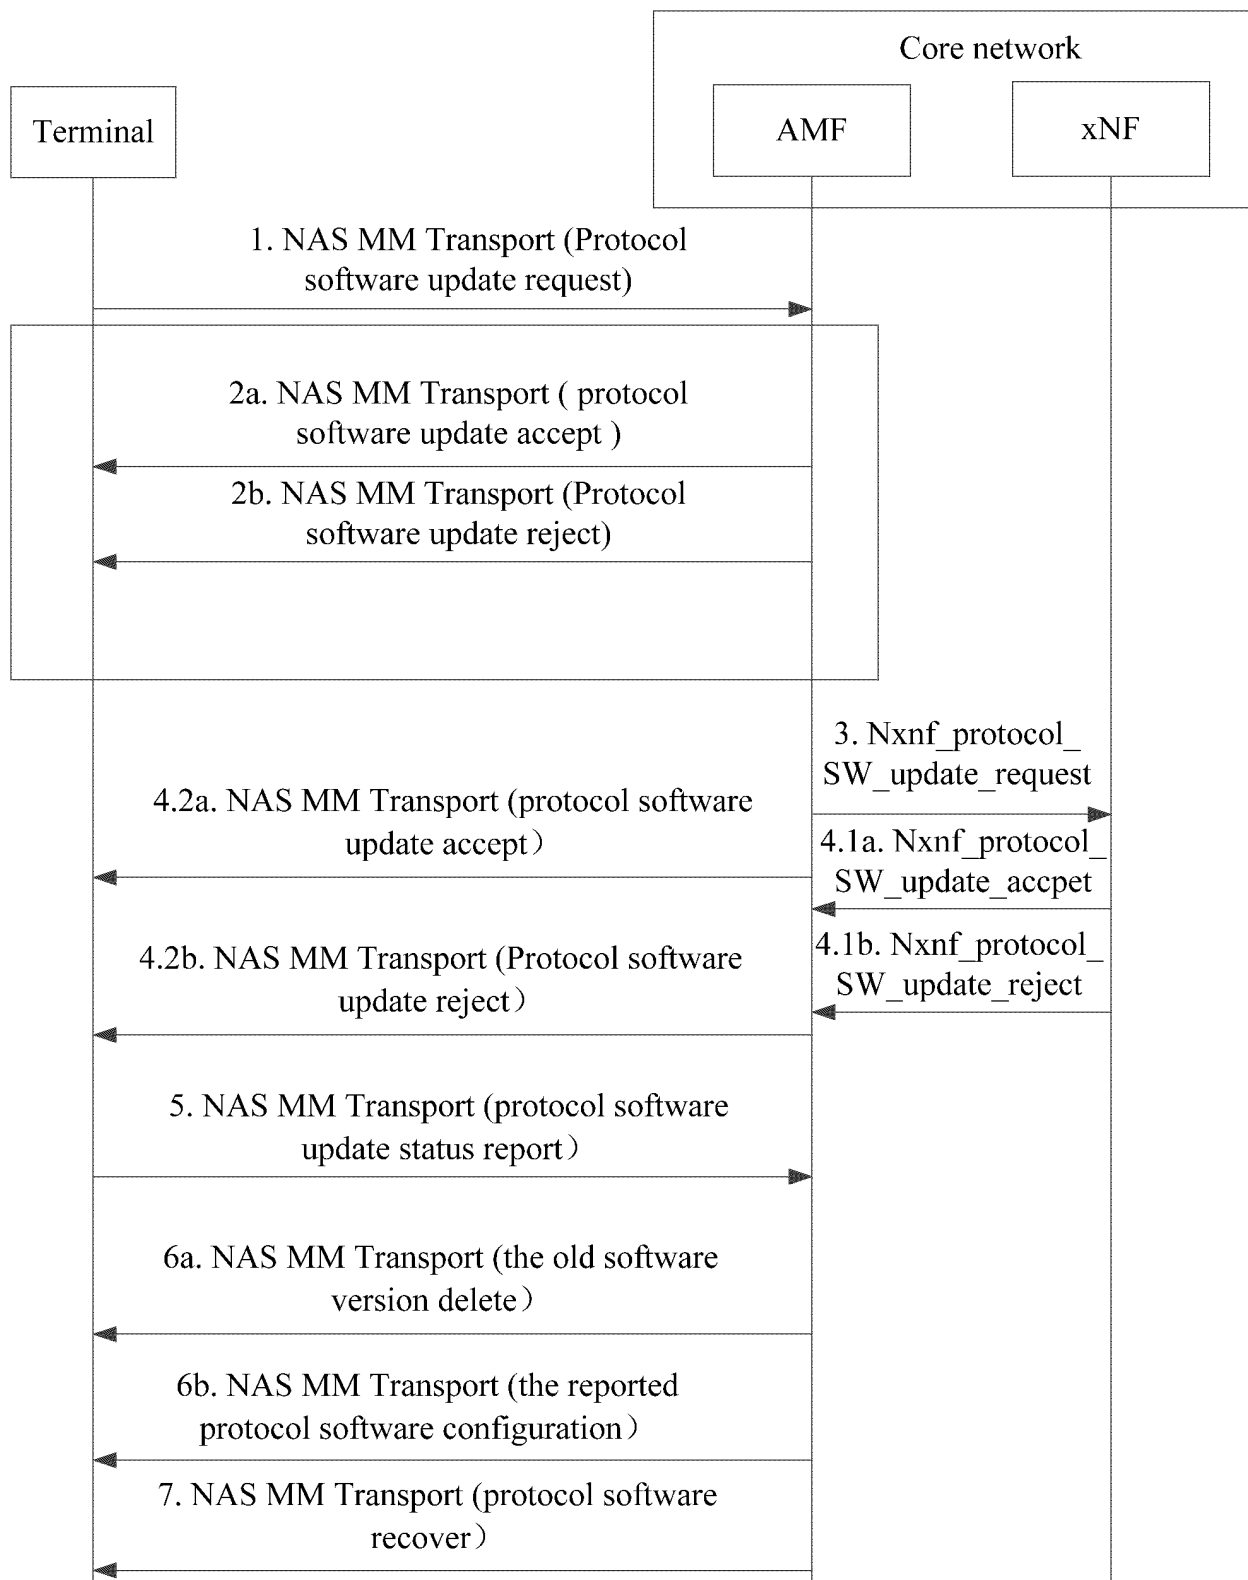 Core network
Terminal
AMF
xNF
1. NAS MM Transport (Protocol
software update request)
2a. NAS MM Transport ( protocol
software update accept )
2b. NAS MM Transport (Protocol
software update reject)
3. Nxnf_protocol_
SW_update_request
4.2a. NAS MM Transport (protocol software
update accept）
4.1a. Nxnf_protocol_
SW_update_accpet
4.2b. NAS MM Transport (Protocol software
update reject）
4.1b. Nxnf_protocol_
SW_update_reject
5. NAS MM Transport (protocol software
update status report）
6a. NAS MM Transport (the old software
version delete）
6b. NAS MM Transport (the reported
protocol software configuration）
7. NAS MM Transport (protocol software
recover）